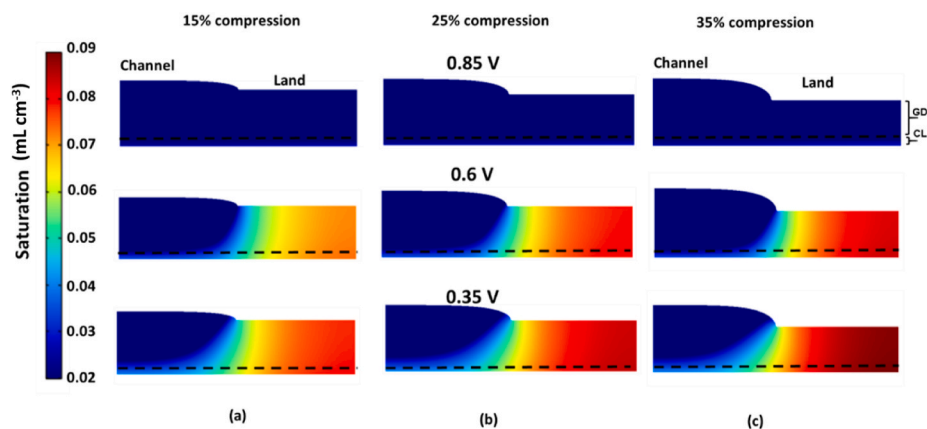 15% compression
25% compression
35% compression
Saturation (mL cm-3)
0.09
0.08
0.07
0.06
0.05
0.04
0.03
0.02
Channel
Land
0.85 V
Channel
Land
GD
CL
0.6 V
0.35 V
(a)
(b)
(c)